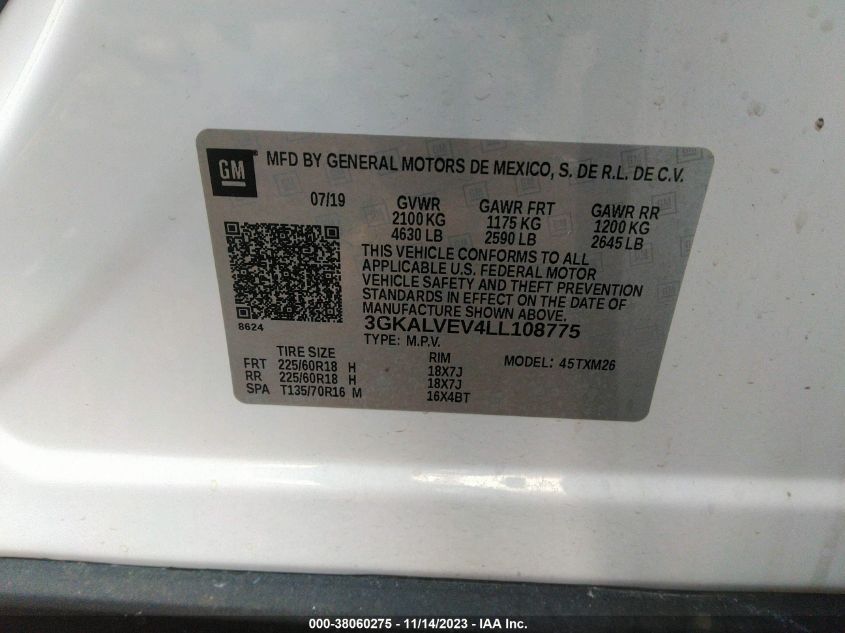 GM MFD BY GENERAL MOTORS DE MEXICO, S. DE R.L. DE C.V.
07/19 GVWR GAWR FRT GAWR RR
2100 KG 1175 KG 1200 KG
4630 LB 2590 LB 2645 LB
THIS VEHICLE CONFORMS TO ALL
APPLICABLE U.S. FEDERAL MOTOR
VEHICLE SAFETY AND THEFT PREVENTION
STANDARDS IN EFFECT ON THE DATE OF
MANUFACTURE SHOWN ABOVE.
8624 3GKALVEV4LL108775
TYPE: M.P.V.
TIRE SIZE RIM MODEL: 45TXM26
FRT 225/60R18 H 18X7J
RR 225/60R18 H 18X7J
SPA T135/70R16 M 16X4BT
000-38060275 - 11/14/2023 - IAA Inc.